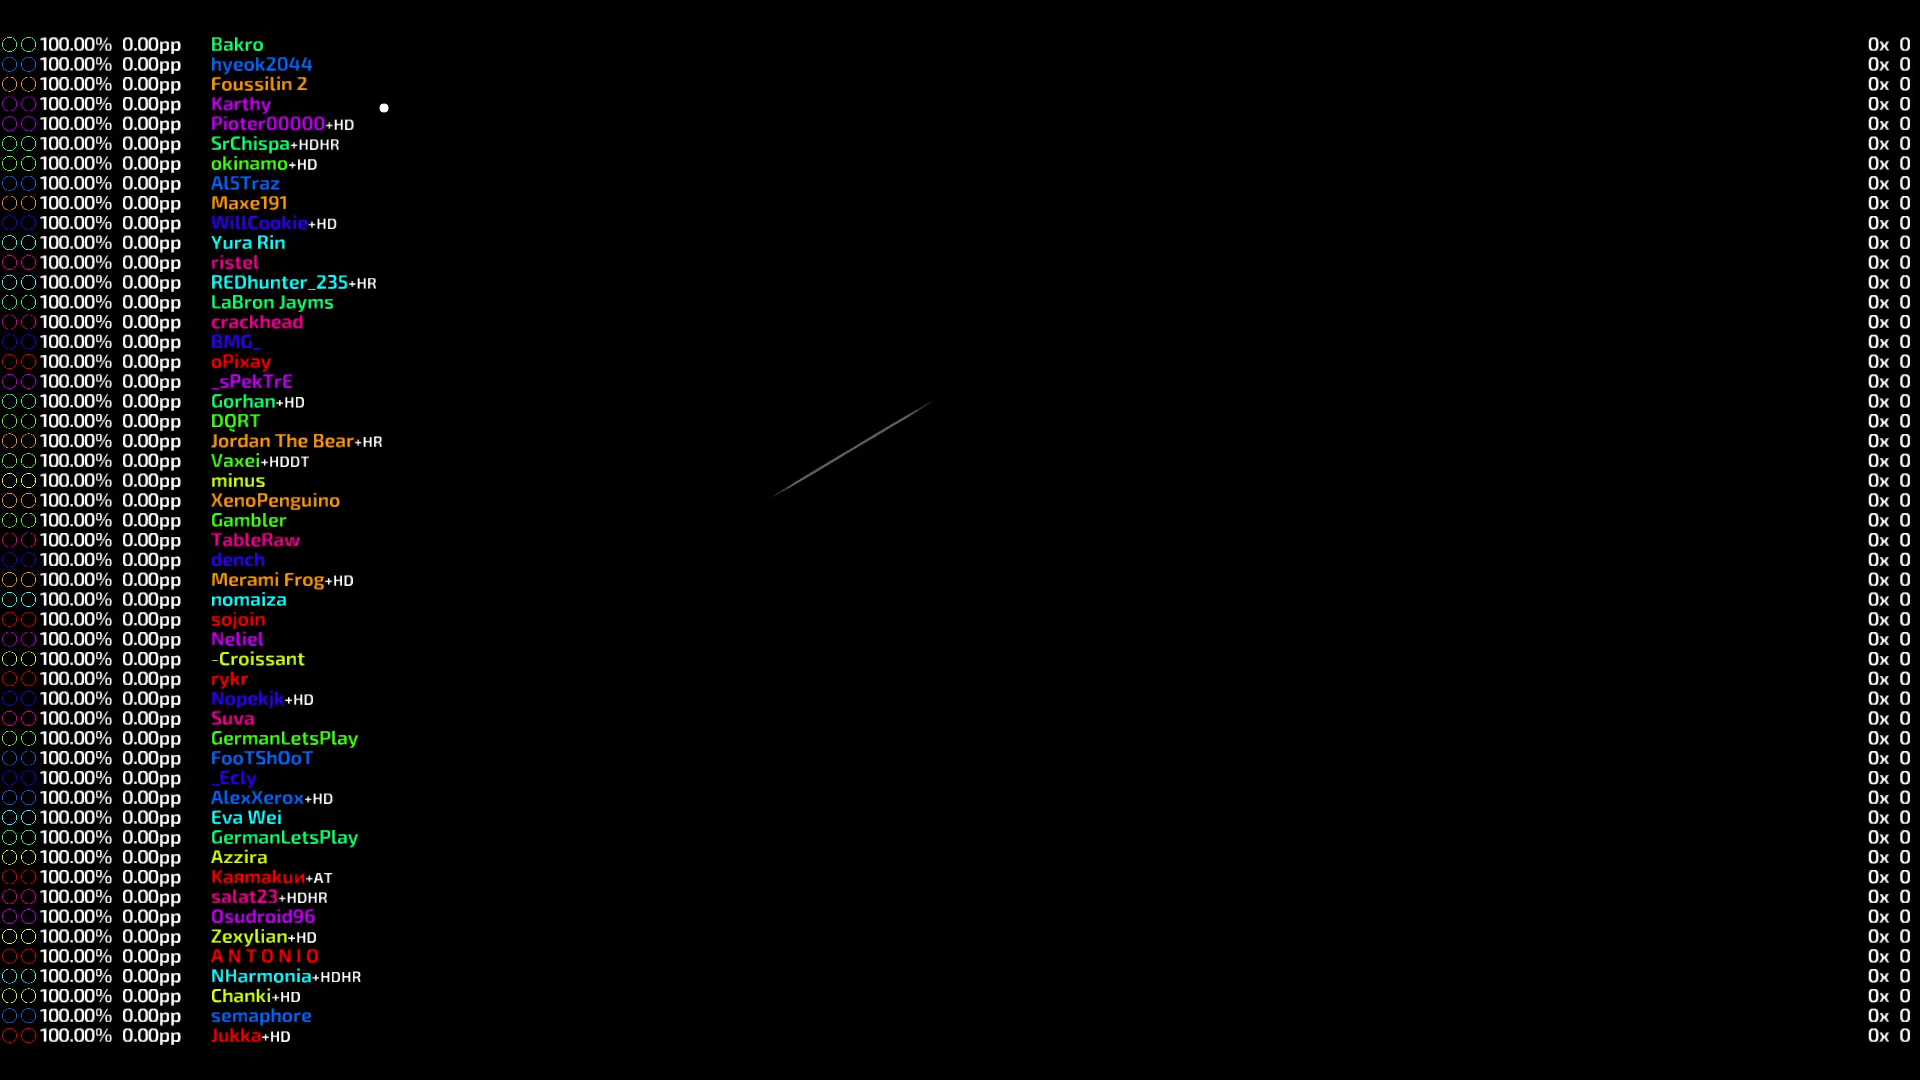 100.00% 0.00pp Bakro 0x 0
100.00% 0.00pp hyeok2044 0x 0
100.00% 0.00pp Foussilin 2 0x 0
100.00% 0.00pp Karthy 0x 0
100.00% 0.00pp Pioter00000+HD 0x 0
100.00% 0.00pp SrChispa+HDHR 0x 0
100.00% 0.00pp okinamo+HD 0x 0
100.00% 0.00pp Al5Traz 0x 0
100.00% 0.00pp Maxe191 0x 0
100.00% 0.00pp WillCookie+HD 0x 0
100.00% 0.00pp Yura Rin 0x 0
100.00% 0.00pp ristel 0x 0
100.00% 0.00pp REDhunter_235+HR 0x 0
100.00% 0.00pp LaBron Jayms 0x 0
100.00% 0.00pp crackhead 0x 0
100.00% 0.00pp BMG_ 0x 0
100.00% 0.00pp oPixay 0x 0
100.00% 0.00pp _sPekTrE 0x 0
100.00% 0.00pp Gorhan+HD 0x 0
100.00% 0.00pp DQRT 0x 0
100.00% 0.00pp Jordan The Bear+HR 0x 0
100.00% 0.00pp Vaxei+HDDT 0x 0
100.00% 0.00pp minus 0x 0
100.00% 0.00pp XenoPenguino 0x 0
100.00% 0.00pp Gambler 0x 0
100.00% 0.00pp TableRaw 0x 0
100.00% 0.00pp dench 0x 0
100.00% 0.00pp Merami Frog+HD 0x 0
100.00% 0.00pp nomaiza 0x 0
100.00% 0.00pp sojoin 0x 0
100.00% 0.00pp Neliel 0x 0
100.00% 0.00pp -Croissant 0x 0
100.00% 0.00pp rykr 0x 0
100.00% 0.00pp Nopekjk+HD 0x 0
100.00% 0.00pp Suva 0x 0
100.00% 0.00pp GermanLetsPlay 0x 0
100.00% 0.00pp FooTShOoT 0x 0
100.00% 0.00pp _Ecly 0x 0
100.00% 0.00pp AlexXerox+HD 0x 0
100.00% 0.00pp Eva Wei 0x 0
100.00% 0.00pp GermanLetsPlay 0x 0
100.00% 0.00pp Azzira 0x 0
100.00% 0.00pp Каятакии+AT 0x 0
100.00% 0.00pp salat23+HDHR 0x 0
100.00% 0.00pp Osudroid96 0x 0
100.00% 0.00pp Zexylian+HD 0x 0
100.00% 0.00pp A N T O N I O 0x 0
100.00% 0.00pp NHarmonia+HDHR 0x 0
100.00% 0.00pp Chanki+HD 0x 0
100.00% 0.00pp semaphore 0x 0
100.00% 0.00pp Jukka+HD 0x 0